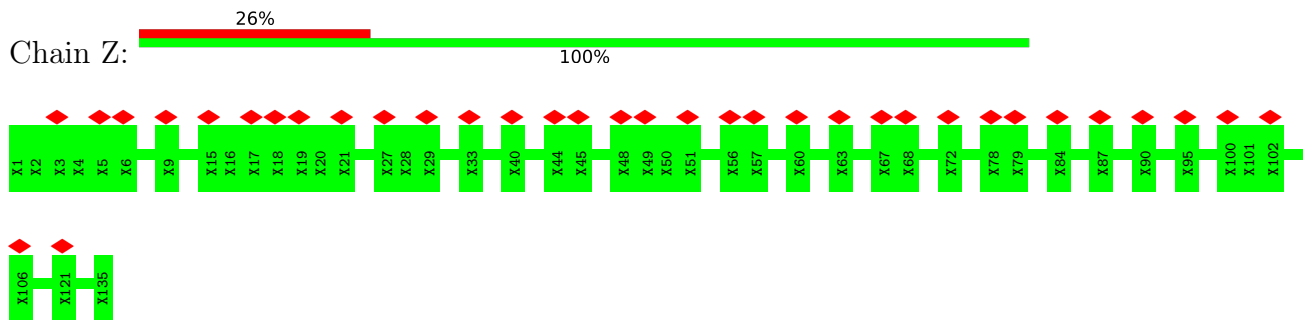 26%
Chain Z:
100%
X1 X2 X3 X4 X5 X6 X9 X15 X16 X17 X18 X19 X20 X21 X27 X28 X29 X33 X40 X44 X45 X48 X49 X50 X51 X56 X57 X60 X63 X67 X68 X72 X78 X79 X84 X87 X90 X95 X100 X101 X102
X106 X121 X135